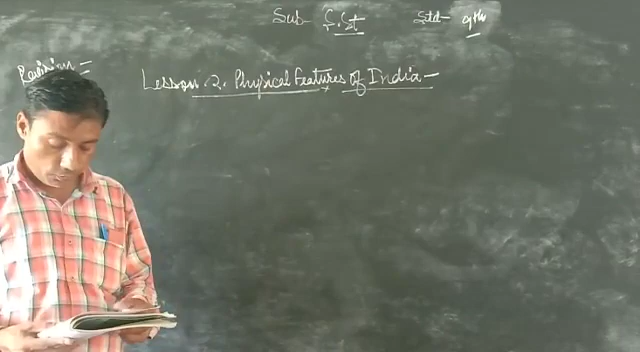 Sub- S.St Std- 9th
Revision -
Lesson. 2. Physical Features of India -